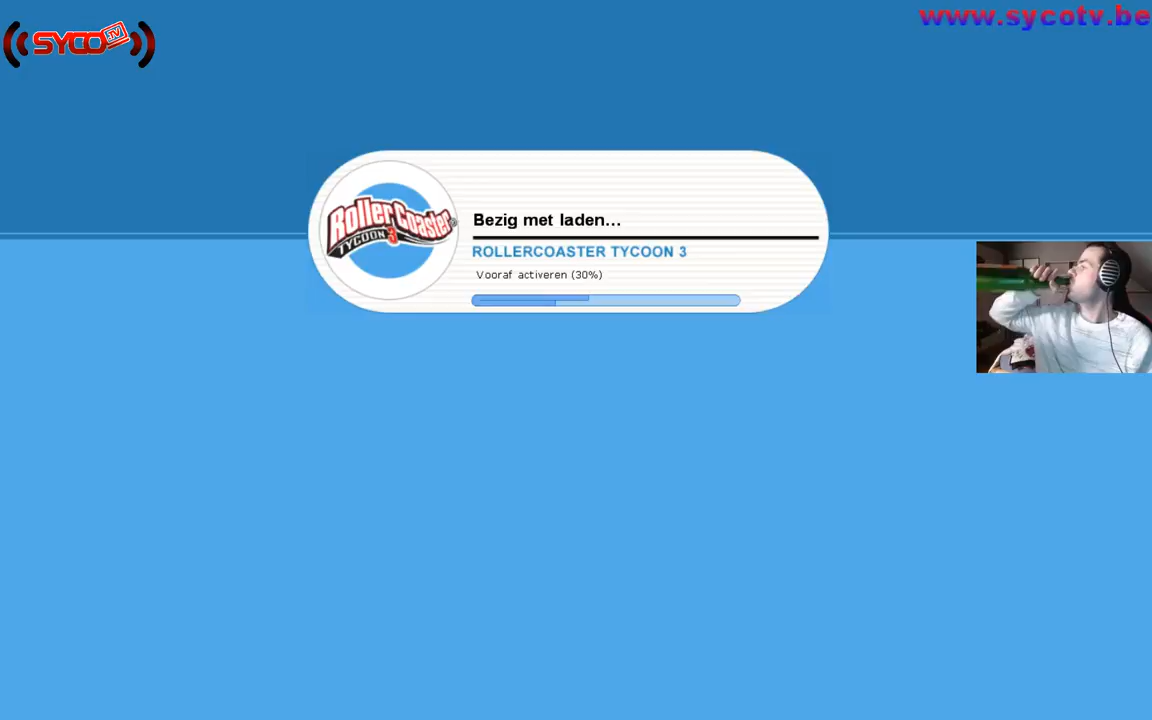 SYCO TV
www.sycotv.be
RollerCoaster®
TYCOON 3
Bezig met laden...
ROLLERCOASTER TYCOON 3
Vooraf activeren (30%)